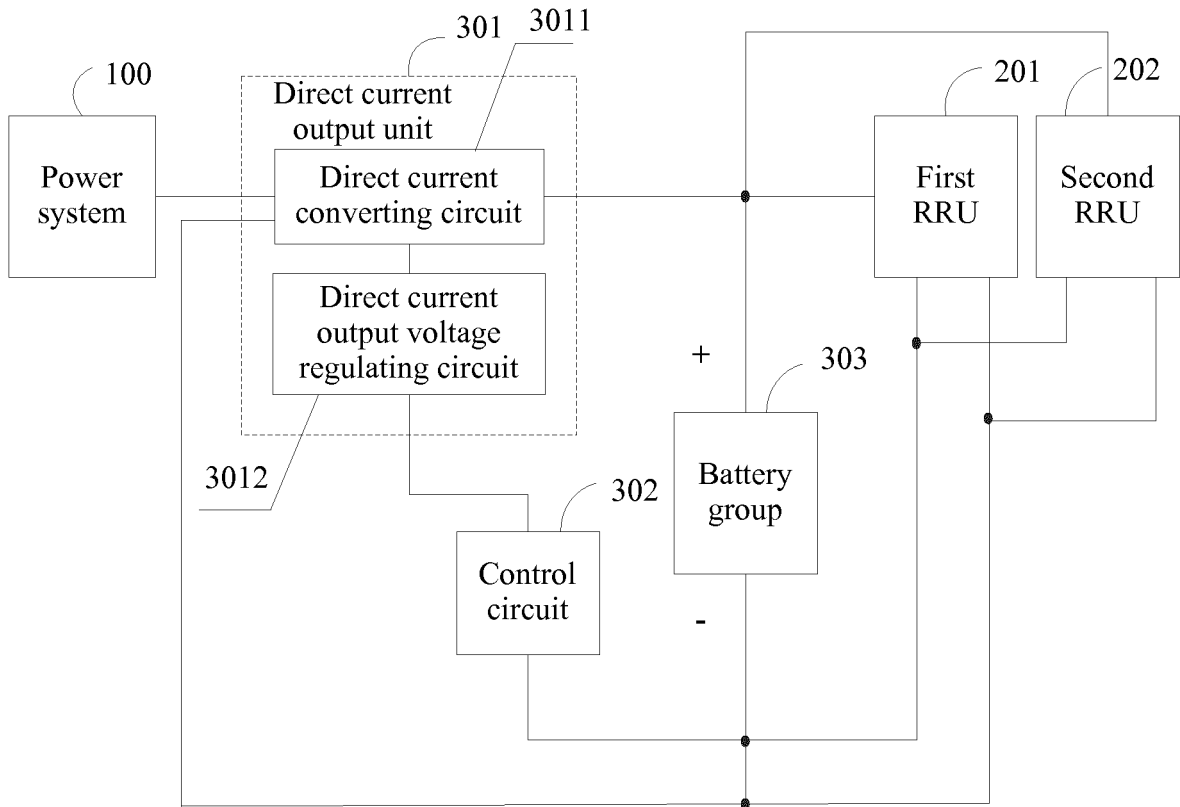 301
3011
100
201
202
Direct current
output unit
Power
system
Direct current
converting circuit
First
RRU
Second
RRU
Direct current
output voltage
regulating circuit
+
303
3012
302
Battery
group
Control
circuit
-